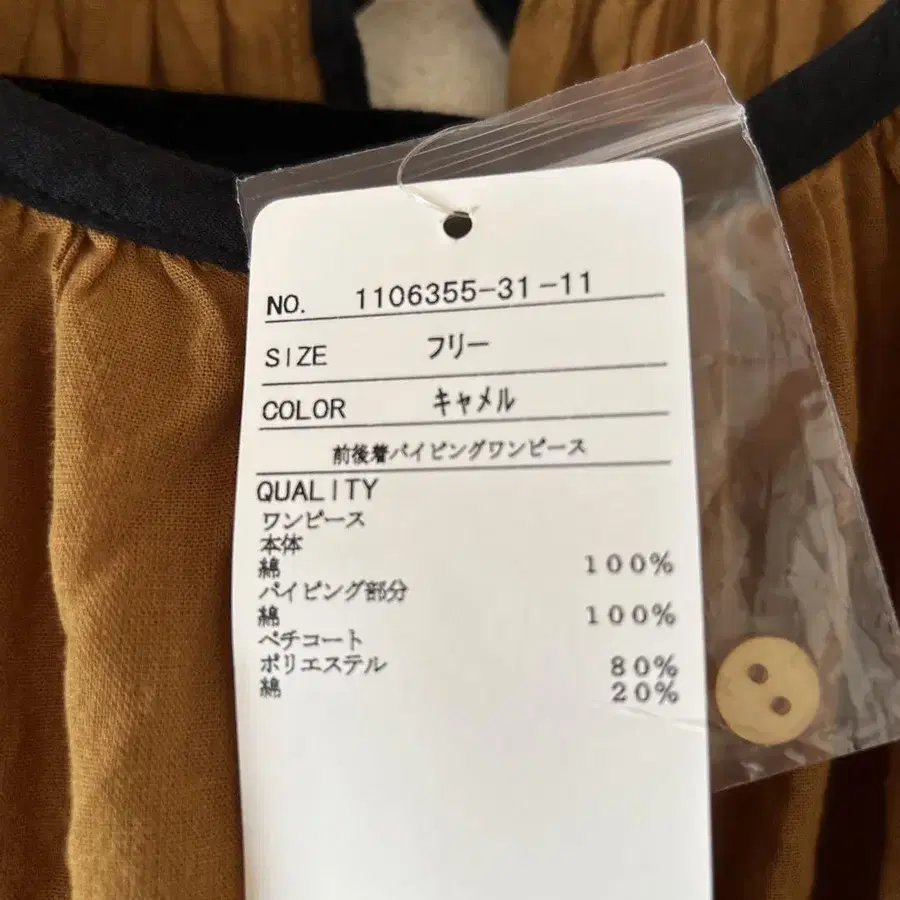 NO. 1106355-31-11
SIZE フリー
COLOR キャメル
前後着パイピングワンピース
QUALITY
ワンピース
本体
綿 100%
パイピング部分
綿 100%
ペチコート
ポリエステル 80%
綿 20%